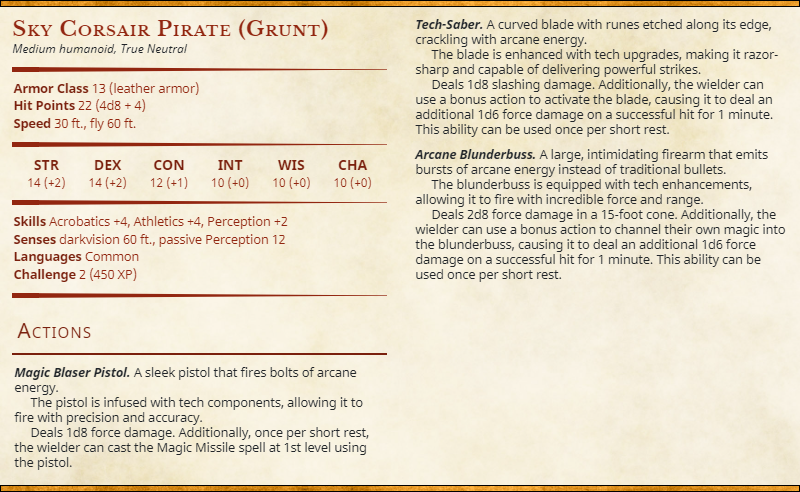 Sky Corsair Pirate (Grunt)
Medium humanoid, True Neutral
Armor Class 13 (leather armor)
Hit Points 22 (4d8 + 4)
Speed 30 ft., fly 60 ft.
STR DEX CON INT WIS CHA
14 (+2) 14 (+2) 12 (+1) 10 (+0) 10 (+0) 10 (+0)
Skills Acrobatics +4, Athletics +4, Perception +2
Senses darkvision 60 ft., passive Perception 12
Languages Common
Challenge 2 (450 XP)
Actions
Magic Blaser Pistol. A sleek pistol that fires bolts of arcane
energy.
The pistol is infused with tech components, allowing it to
fire with precision and accuracy.
Deals 1d8 force damage. Additionally, once per short rest,
the wielder can cast the Magic Missile spell at 1st level using
the pistol.
Tech-Saber. A curved blade with runes etched along its edge,
crackling with arcane energy.
The blade is enhanced with tech upgrades, making it razor-
sharp and capable of delivering powerful strikes.
Deals 1d8 slashing damage. Additionally, the wielder can
use a bonus action to activate the blade, causing it to deal an
additional 1d6 force damage on a successful hit for 1 minute.
This ability can be used once per short rest.
Arcane Blunderbuss. A large, intimidating firearm that emits
bursts of arcane energy instead of traditional bullets.
The blunderbuss is equipped with tech enhancements,
allowing it to fire with incredible force and range.
Deals 2d8 force damage in a 15-foot cone. Additionally, the
wielder can use a bonus action to channel their own magic into
the blunderbuss, causing it to deal an additional 1d6 force
damage on a successful hit for 1 minute. This ability can be
used once per short rest.